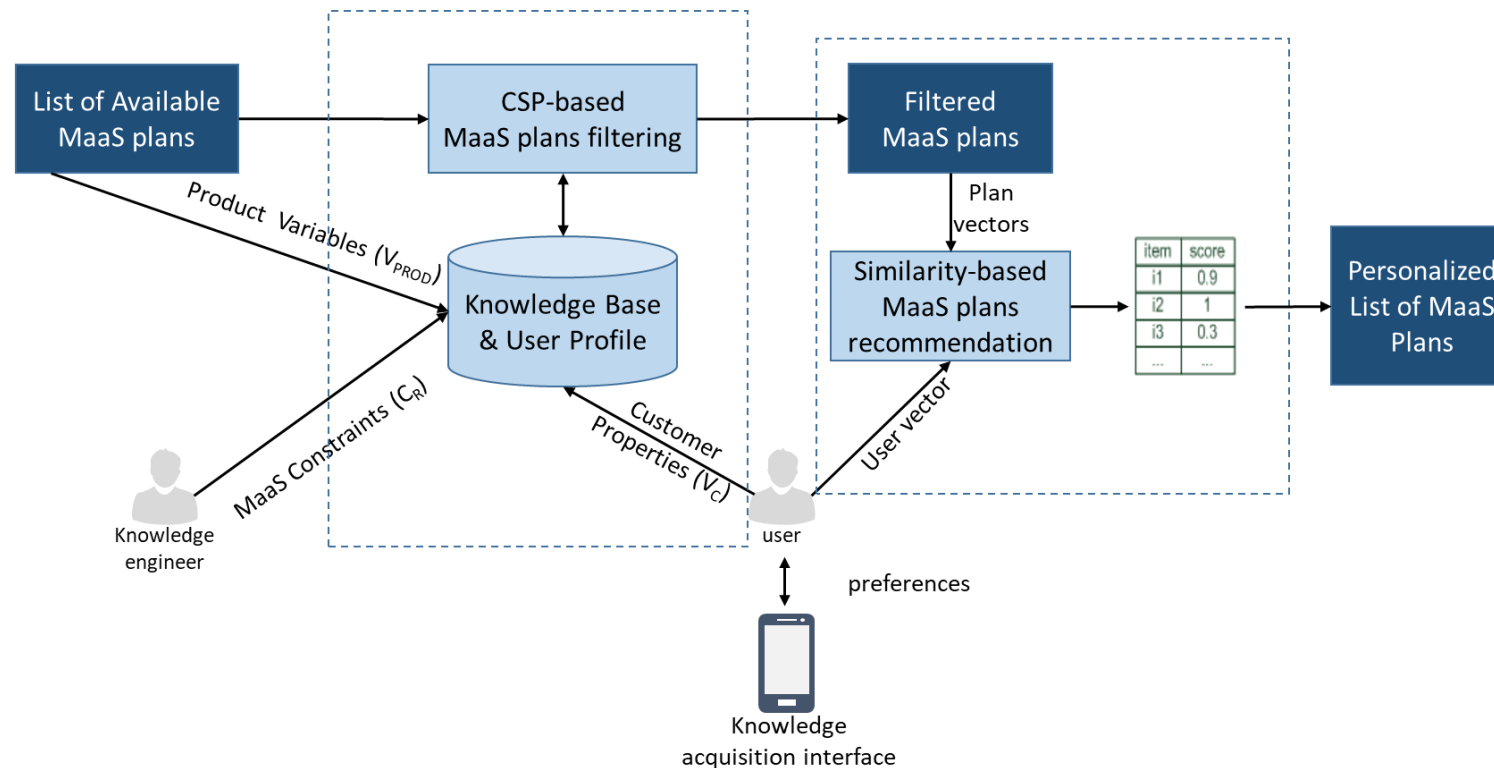 List of Available
MaaS plans
CSP-based
MaaS plans filtering
Filtered
MaaS plans
Product Variables (VPROD)
Plan
vectors
Knowledge Base
& User Profile
Similarity-based
MaaS plans
recommendation
item score
i1 0.9
i2 1
i3 0.3
... ...
Personalized
List of MaaS
Plans
MaaS Constraints (CR)
Customer
Properties (VC)
User vector
Knowledge
engineer
user
preferences
Knowledge
acquisition interface